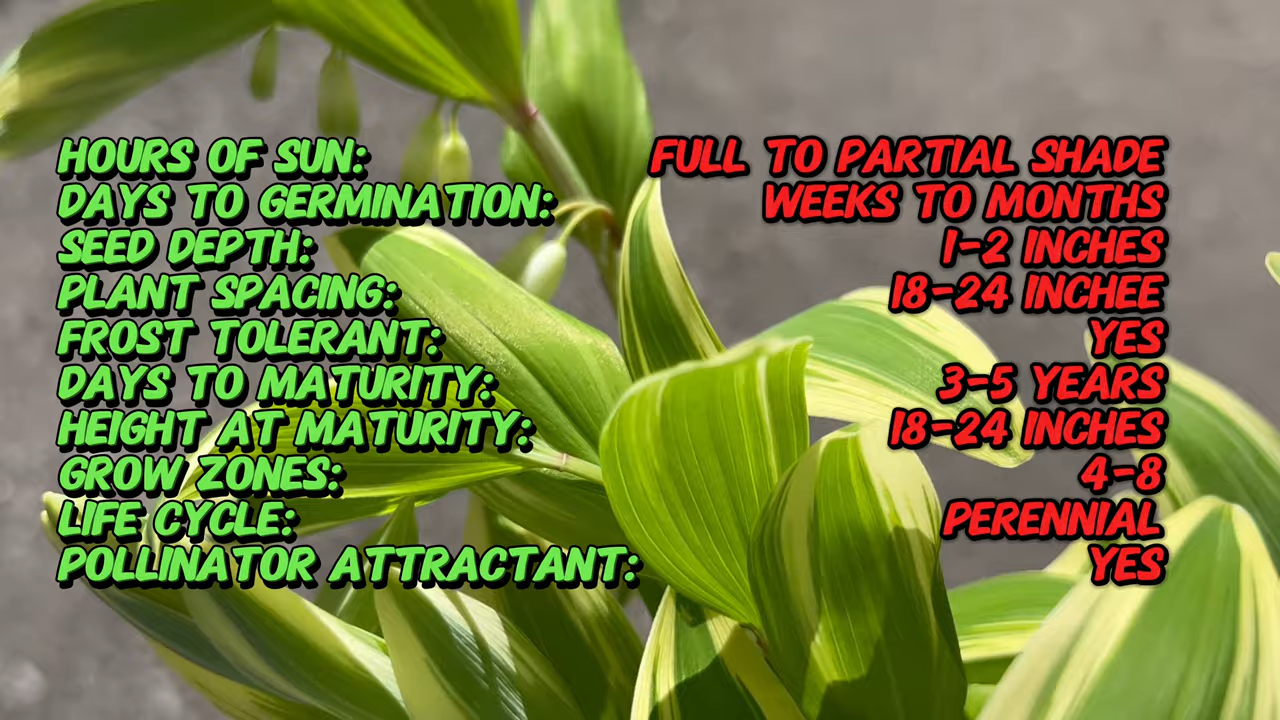 HOURS OF SUN: FULL TO PARTIAL SHADE
DAYS TO GERMINATION: WEEKS TO MONTHS
SEED DEPTH: 1-2 INCHES
PLANT SPACING: 18-24 INCHEE
FROST TOLERANT: YES
DAYS TO MATURITY: 3-5 YEARS
HEIGHT AT MATURITY: 18-24 INCHES
GROW ZONES: 4-8
LIFE CYCLE: PERENNIAL
POLLINATOR ATTRACTANT: YES